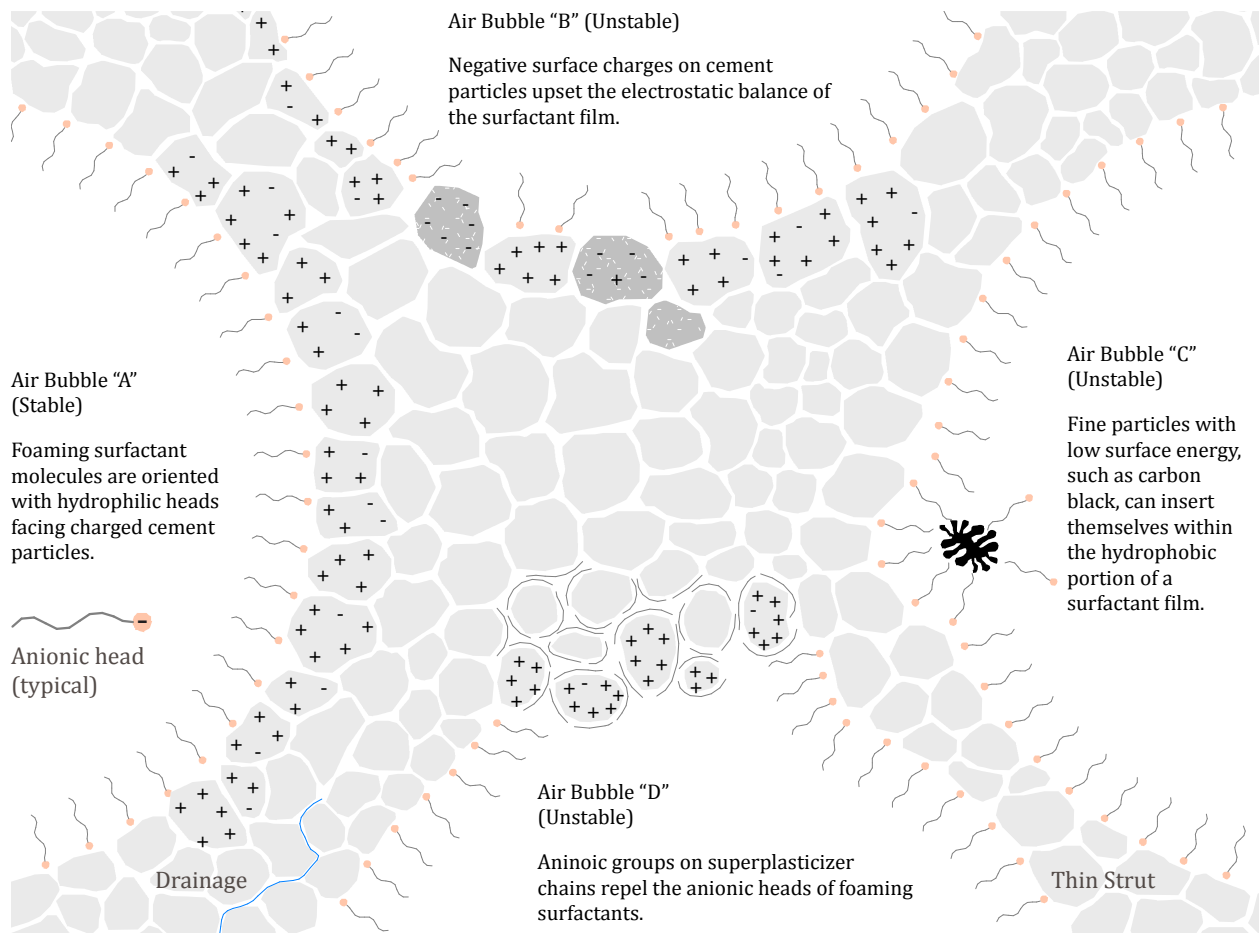 Air Bubble “B” (Unstable)
Negative surface charges on cement
particles upset the electrostatic balance of
the surfactant film.
Air Bubble “A”
(Stable)
Foaming surfactant
molecules are oriented
with hydrophilic heads
facing charged cement
particles.
Anionic head
(typical)
Air Bubble “C”
(Unstable)
Fine particles with
low surface energy,
such as carbon
black, can insert
themselves within
the hydrophobic
portion of a
surfactant film.
Air Bubble “D”
(Unstable)
Aninoic groups on superplasticizer
chains repel the anionic heads of foaming
surfactants.
Drainage
Thin Strut